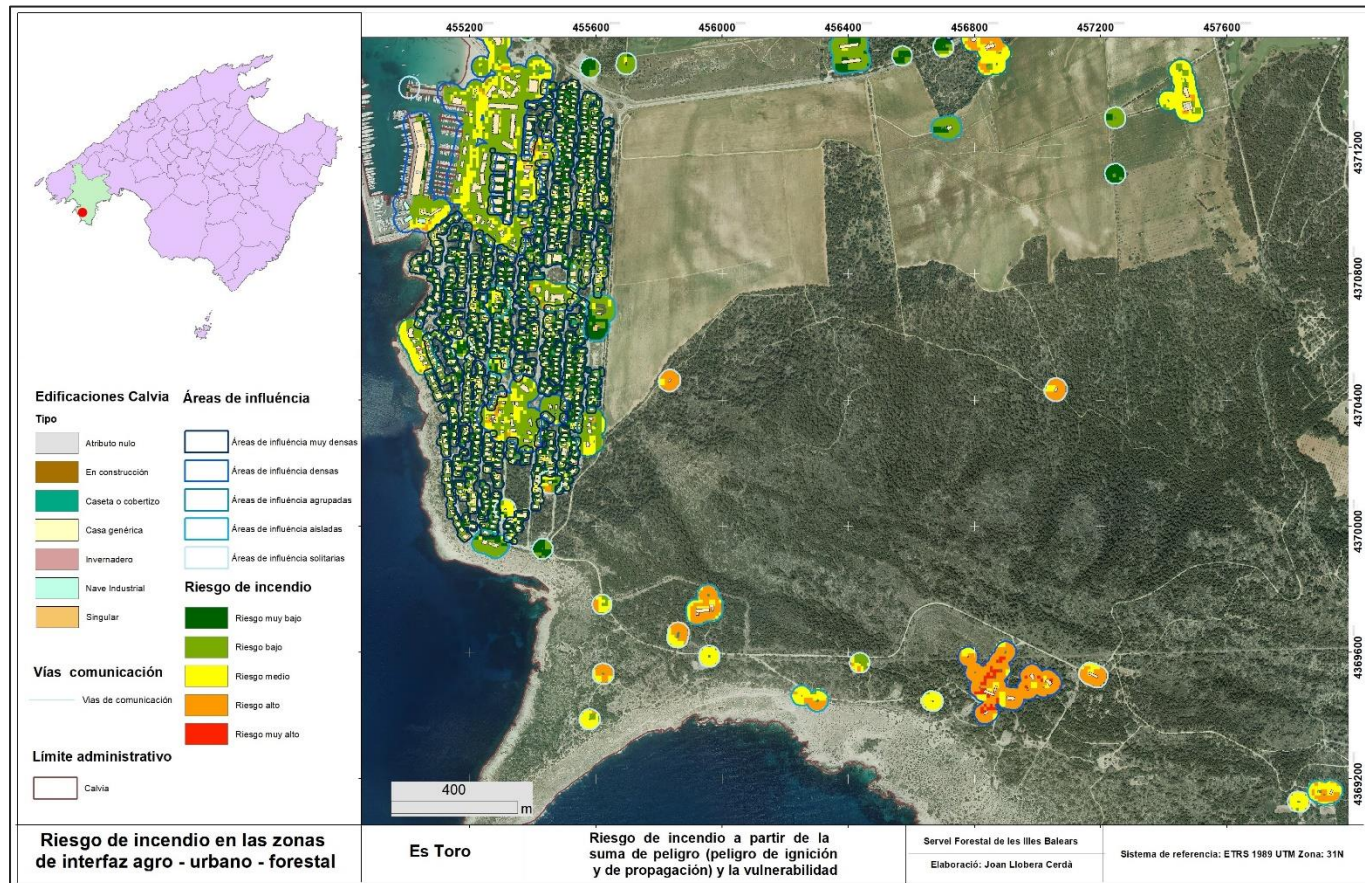 455200
455600
456000
456400
456800
457200
457600
4371200
4370800
4370400
4370000
4369600
4369200
Edificaciones Calvia
Tipo
Atributo nulo
En construcción
Caseta o cobertizo
Casa genérica
Invernadero
Nave Industrial
Singular
Vías comunicación
Vias de comunicación
Límite administrativo
Calvia
Áreas de influéncia
Áreas de influéncia muy densas
Áreas de influéncia densas
Áreas de influéncia agrupadas
Áreas de influéncia aisladas
Áreas de influéncia solitarias
Riesgo de incendio
Riesgo muy bajo
Riesgo bajo
Riesgo medio
Riesgo alto
Riesgo muy alto
400
m
Riesgo de incendio en las zonas
de interfaz agro - urbano - forestal
Es Toro
Riesgo de incendio a partir de la
suma de peligro (peligro de ignición
y de propagación) y la vulnerabilidad
Servei Forestal de les Illes Balears
Elaboració: Joan Llobera Cerdà
Sistema de referencia: ETRS 1989 UTM Zona: 31N